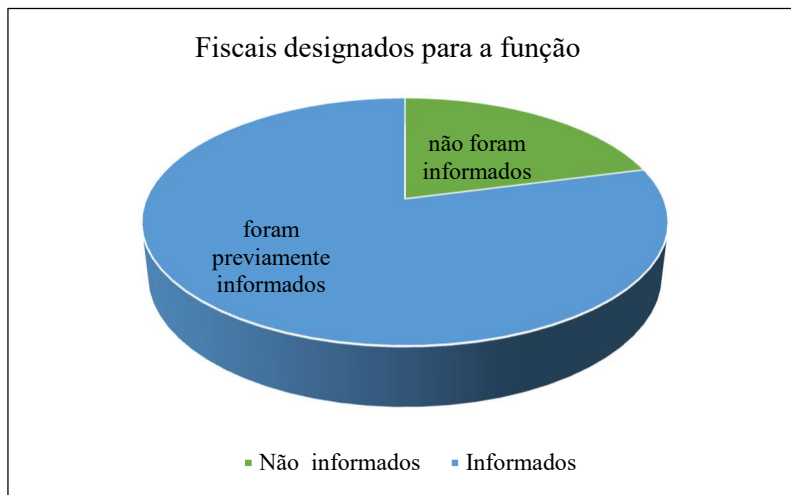 Fiscais designados para a função
não foram
informados
foram
previamente
informados
Não informados Informados